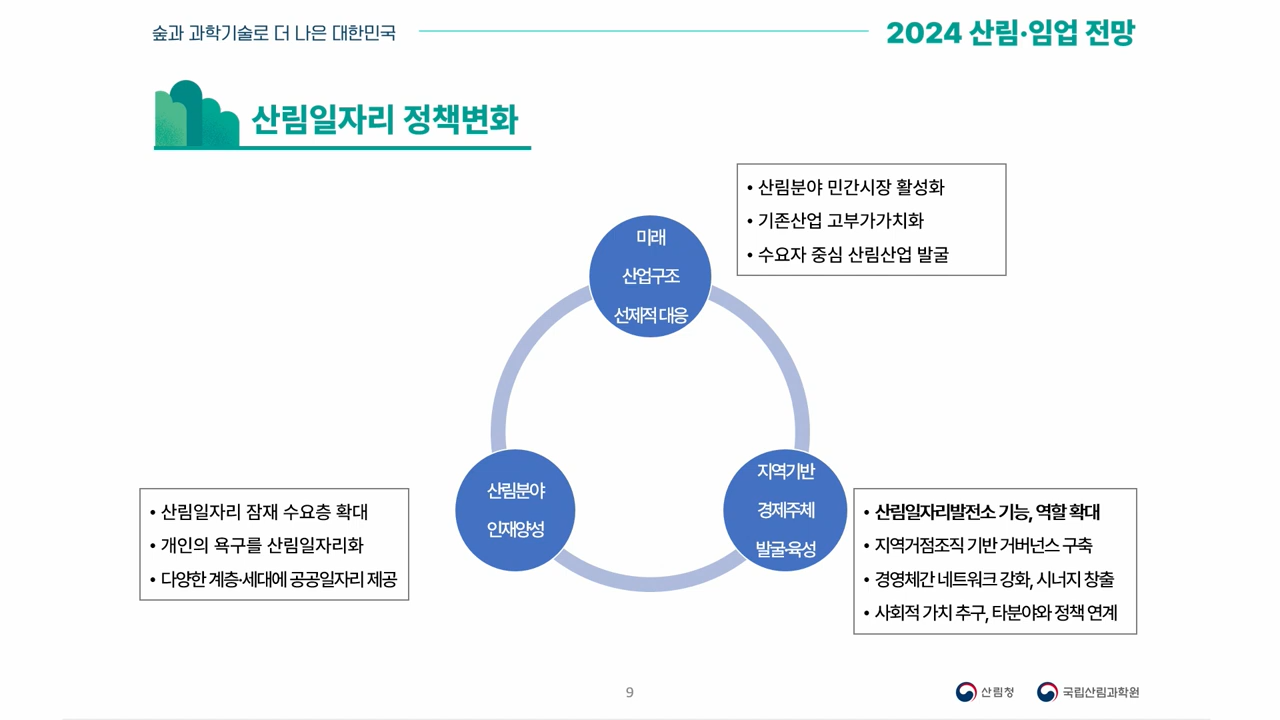 숲과 과학기술로 더 나은 대한민국
2024 산림·임업 전망
산림일자리 정책변화
• 산림분야 민간시장 활성화
• 기존산업 고부가가치화
• 수요자 중심 산림산업 발굴
미래
산업구조
선제적 대응
산림분야
인재양성
지역기반
경제주체
발굴·육성
• 산림일자리 잠재 수요층 확대
• 개인의 욕구를 산림일자리화
• 다양한 계층·세대에 공공일자리 제공
• 산림일자리발전소 기능, 역할 확대
• 지역거점조직 기반 거버넌스 구축
• 경영체간 네트워크 강화, 시너지 창출
• 사회적 가치 추구, 타분야와 정책 연계
9
산림청
국립산림과학원